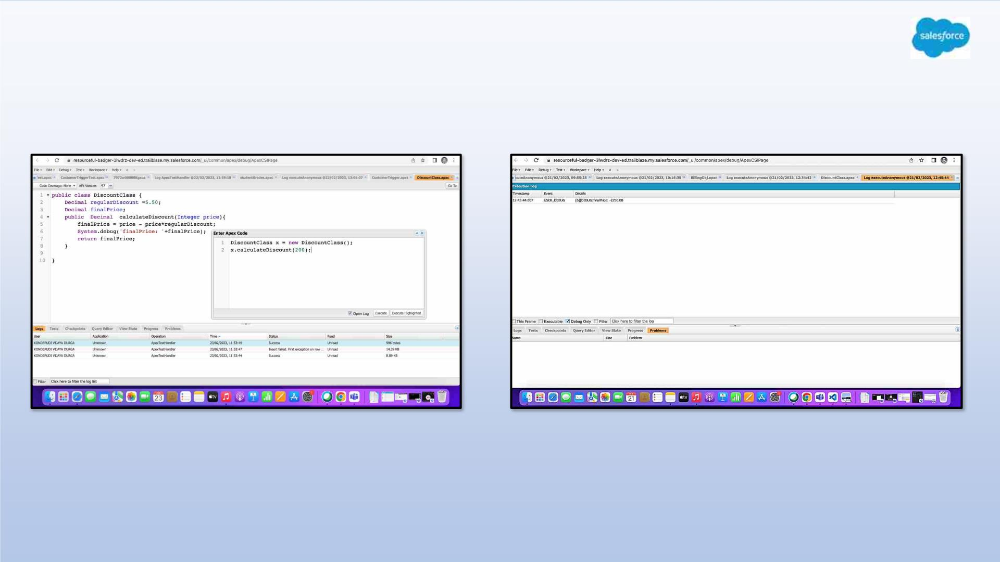 salesforce
resourceful-badger-3lwdrz-dev-ed.trailblaze.my.salesforce.com/_ui/common/apex/debug/ApexCSIPage
File Edit Debug Test Workspace Help < >
est.apxc CustomerTriggerTest.apxc 7072w00008Kgxoa Log ApexTestHandler @22/02/2023, 11:59:18 studentGrades.apxc Log executeAnonymous @22/02/2023, 13:05:07 CustomerTrigger.apxt DiscountClass.apxc
Code Coverage: None API Version: 57 Go To
1 public class DiscountClass {
2 Decimal regularDiscount =5.50;
3 Decimal finalPrice;
4 public Decimal calculateDiscount(Integer price){
5 finalPrice = price - price*regularDiscount;
6 System.debug('finalPrice: '+finalPrice);
7 return finalPrice;
8 }
9
10 }
Enter Apex Code
1 DiscountClass x = new DiscountClass();
2 x.calculateDiscount(200);
Open Log Execute Execute Highlighted
Logs Tests Checkpoints Query Editor View State Progress Problems
User Application Operation Time Status Read Size
KONDEPUDI VIJAYA DURGA Unknown ApexTestHandler 23/02/2023, 11:53:49 Success Unread 996 bytes
KONDEPUDI VIJAYA DURGA Unknown ApexTestHandler 23/02/2023, 11:53:47 Insert failed. First exception on row ... Unread 14.39 KB
KONDEPUDI VIJAYA DURGA Unknown ApexTestHandler 23/02/2023, 11:53:44 Success Unread 8.89 KB
Filter Click here to filter the log list
23 tv
resourceful-badger-3lwdrz-dev-ed.trailblaze.my.salesforce.com/_ui/common/apex/debug/ApexCSIPage
File Edit Debug Test Workspace Help < >
cuteAnonymous @21/02/2023, 09:55:25 Log executeAnonymous @21/02/2023, 10:16:30 BillingObj.apxc Log executeAnonymous @21/02/2023, 12:34:42 DiscountClass.apxc Log executeAnonymous @21/02/2023, 12:45:44
Execution Log
Timestamp Event Details
12:45:44:007 USER_DEBUG [6]|DEBUG|finalPrice: -2250.00
This Frame Executable Debug Only Filter Click here to filter the log
Logs Tests Checkpoints Query Editor View State Progress Problems
Name Line Problem
21 tv